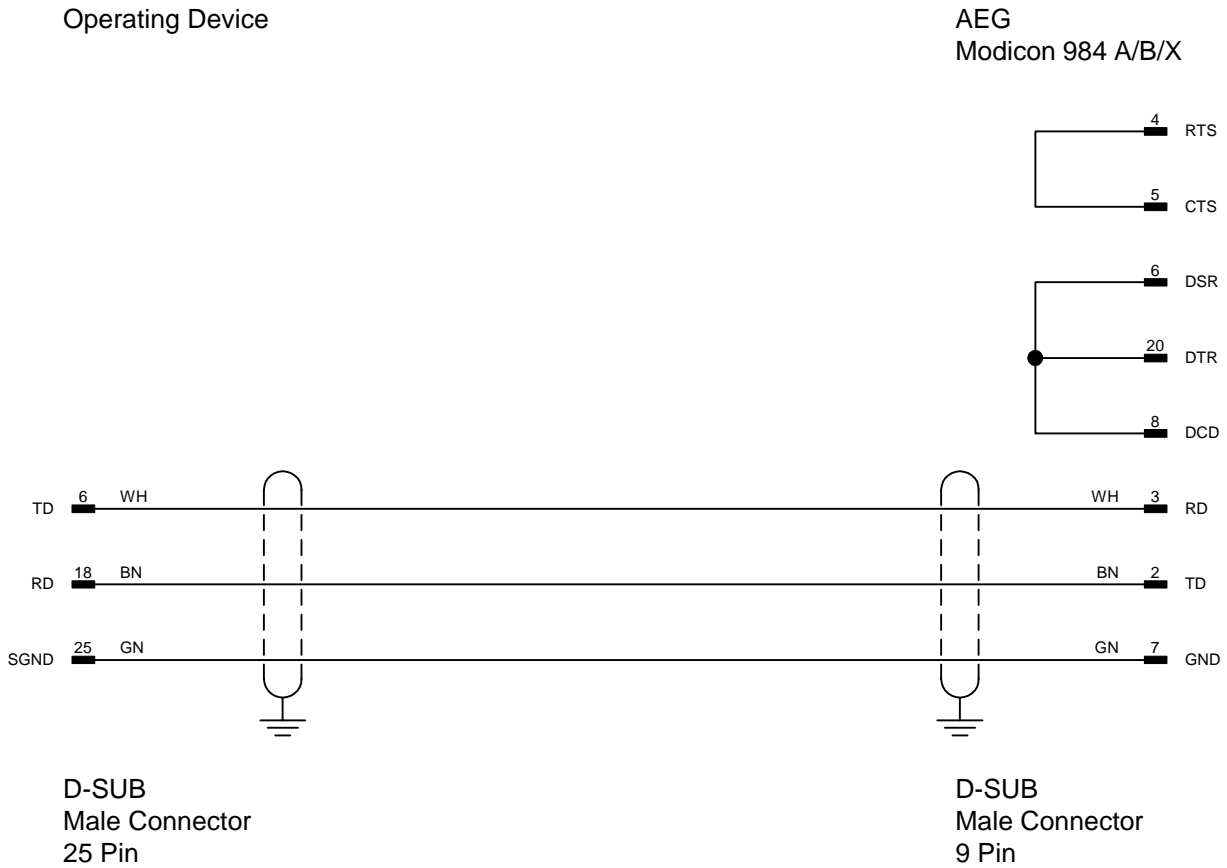 Operating Device
AEG
Modicon 984 A/B/X
4
RTS
5
CTS
6
DSR
20
DTR
8
DCD
TD 6 WH WH 3 RD
RD 18 BN BN 2 TD
SGND 25 GN GN 7 GND
D-SUB
Male Connector
25 Pin
D-SUB
Male Connector
9 Pin